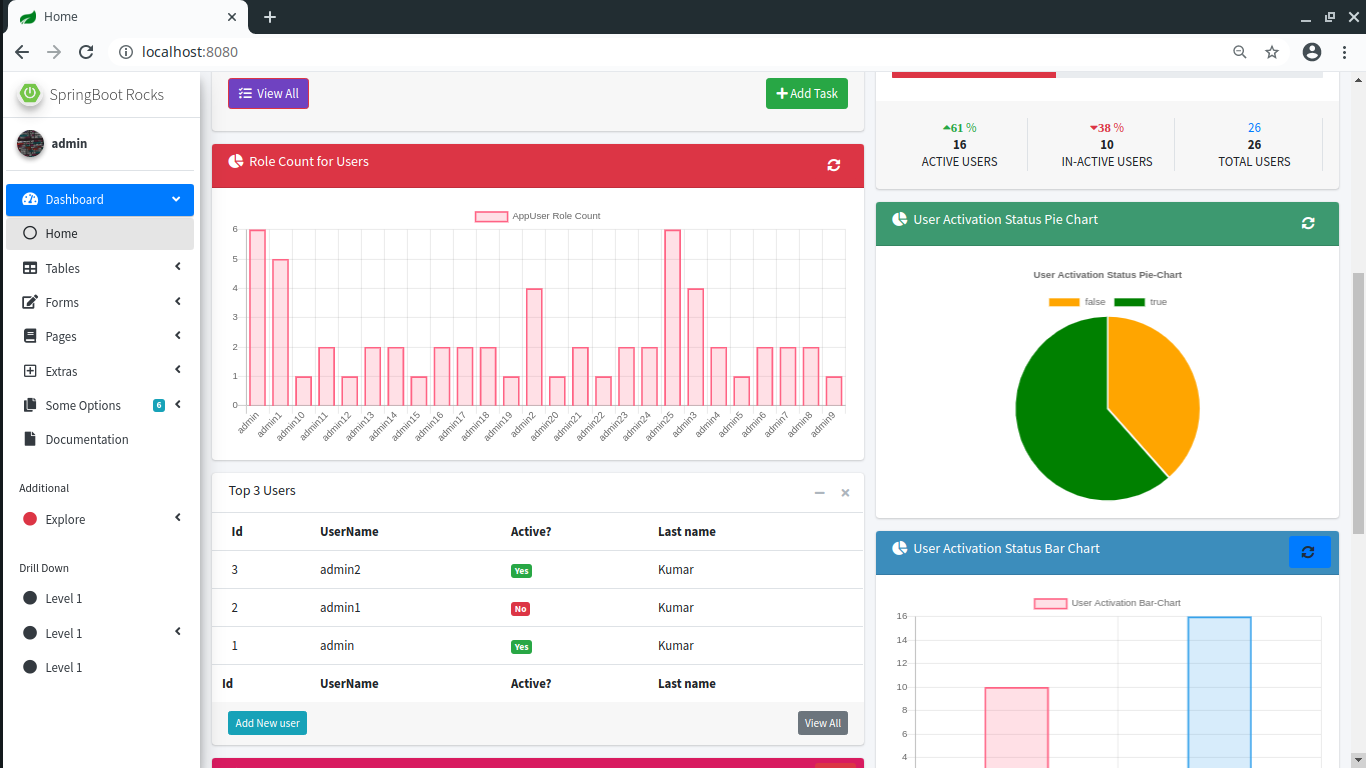 Home
localhost:8080
SpringBoot Rocks
admin
Dashboard
Home
Tables
Forms
Pages
Extras
Some Options 6
Documentation
Additional
Explore
Drill Down
Level 1
Level 1
Level 1
View All
Add Task
Role Count for Users
AppUser Role Count
6
5
4
3
2
1
0
admin admin1 admin10 admin11 admin12 admin13 admin14 admin15 admin16 admin17 admin18 admin19 admin2 admin20 admin21 admin22 admin23 admin24 admin25 admin3 admin4 admin5 admin6 admin7 admin8 admin9
Top 3 Users
Id UserName Active? Last name
3 admin2 Yes Kumar
2 admin1 No Kumar
1 admin Yes Kumar
Id UserName Active? Last name
Add New user View All
61 % 38 % 26
16 10 26
ACTIVE USERS IN-ACTIVE USERS TOTAL USERS
User Activation Status Pie Chart
User Activation Status Pie-Chart
false true
User Activation Status Bar Chart
User Activation Bar-Chart
16
14
12
10
8
6
4